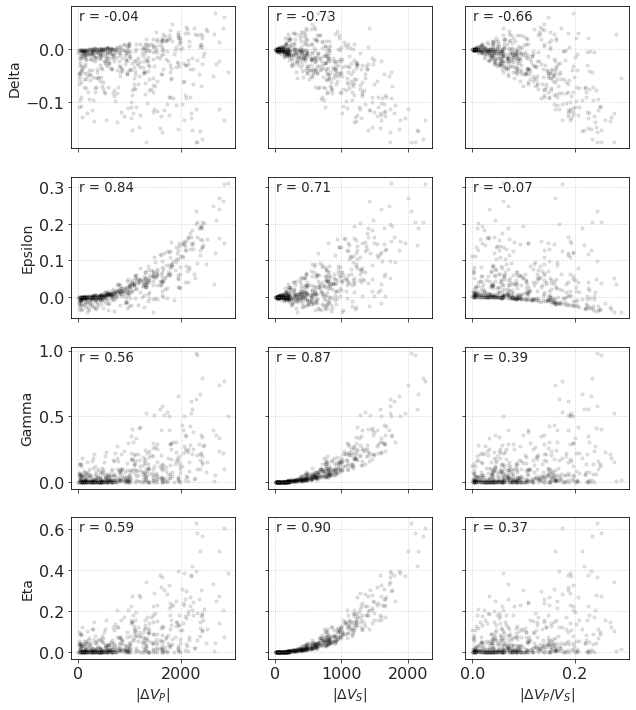 r = -0.04 r = -0.73 r = -0.66
0.0
Delta
−0.1
r = 0.84 r = 0.71 r = -0.07
0.3
0.2
Epsilon
0.1
0.0
r = 0.56 r = 0.87 r = 0.39
1.0
Gamma
0.5
0.0
r = 0.59 r = 0.90 r = 0.37
0.6
0.4
Eta
0.2
0.0
0 2000 0 1000 2000 0.0 0.2
|ΔV_P| |ΔV_S| |ΔV_P/V_S|